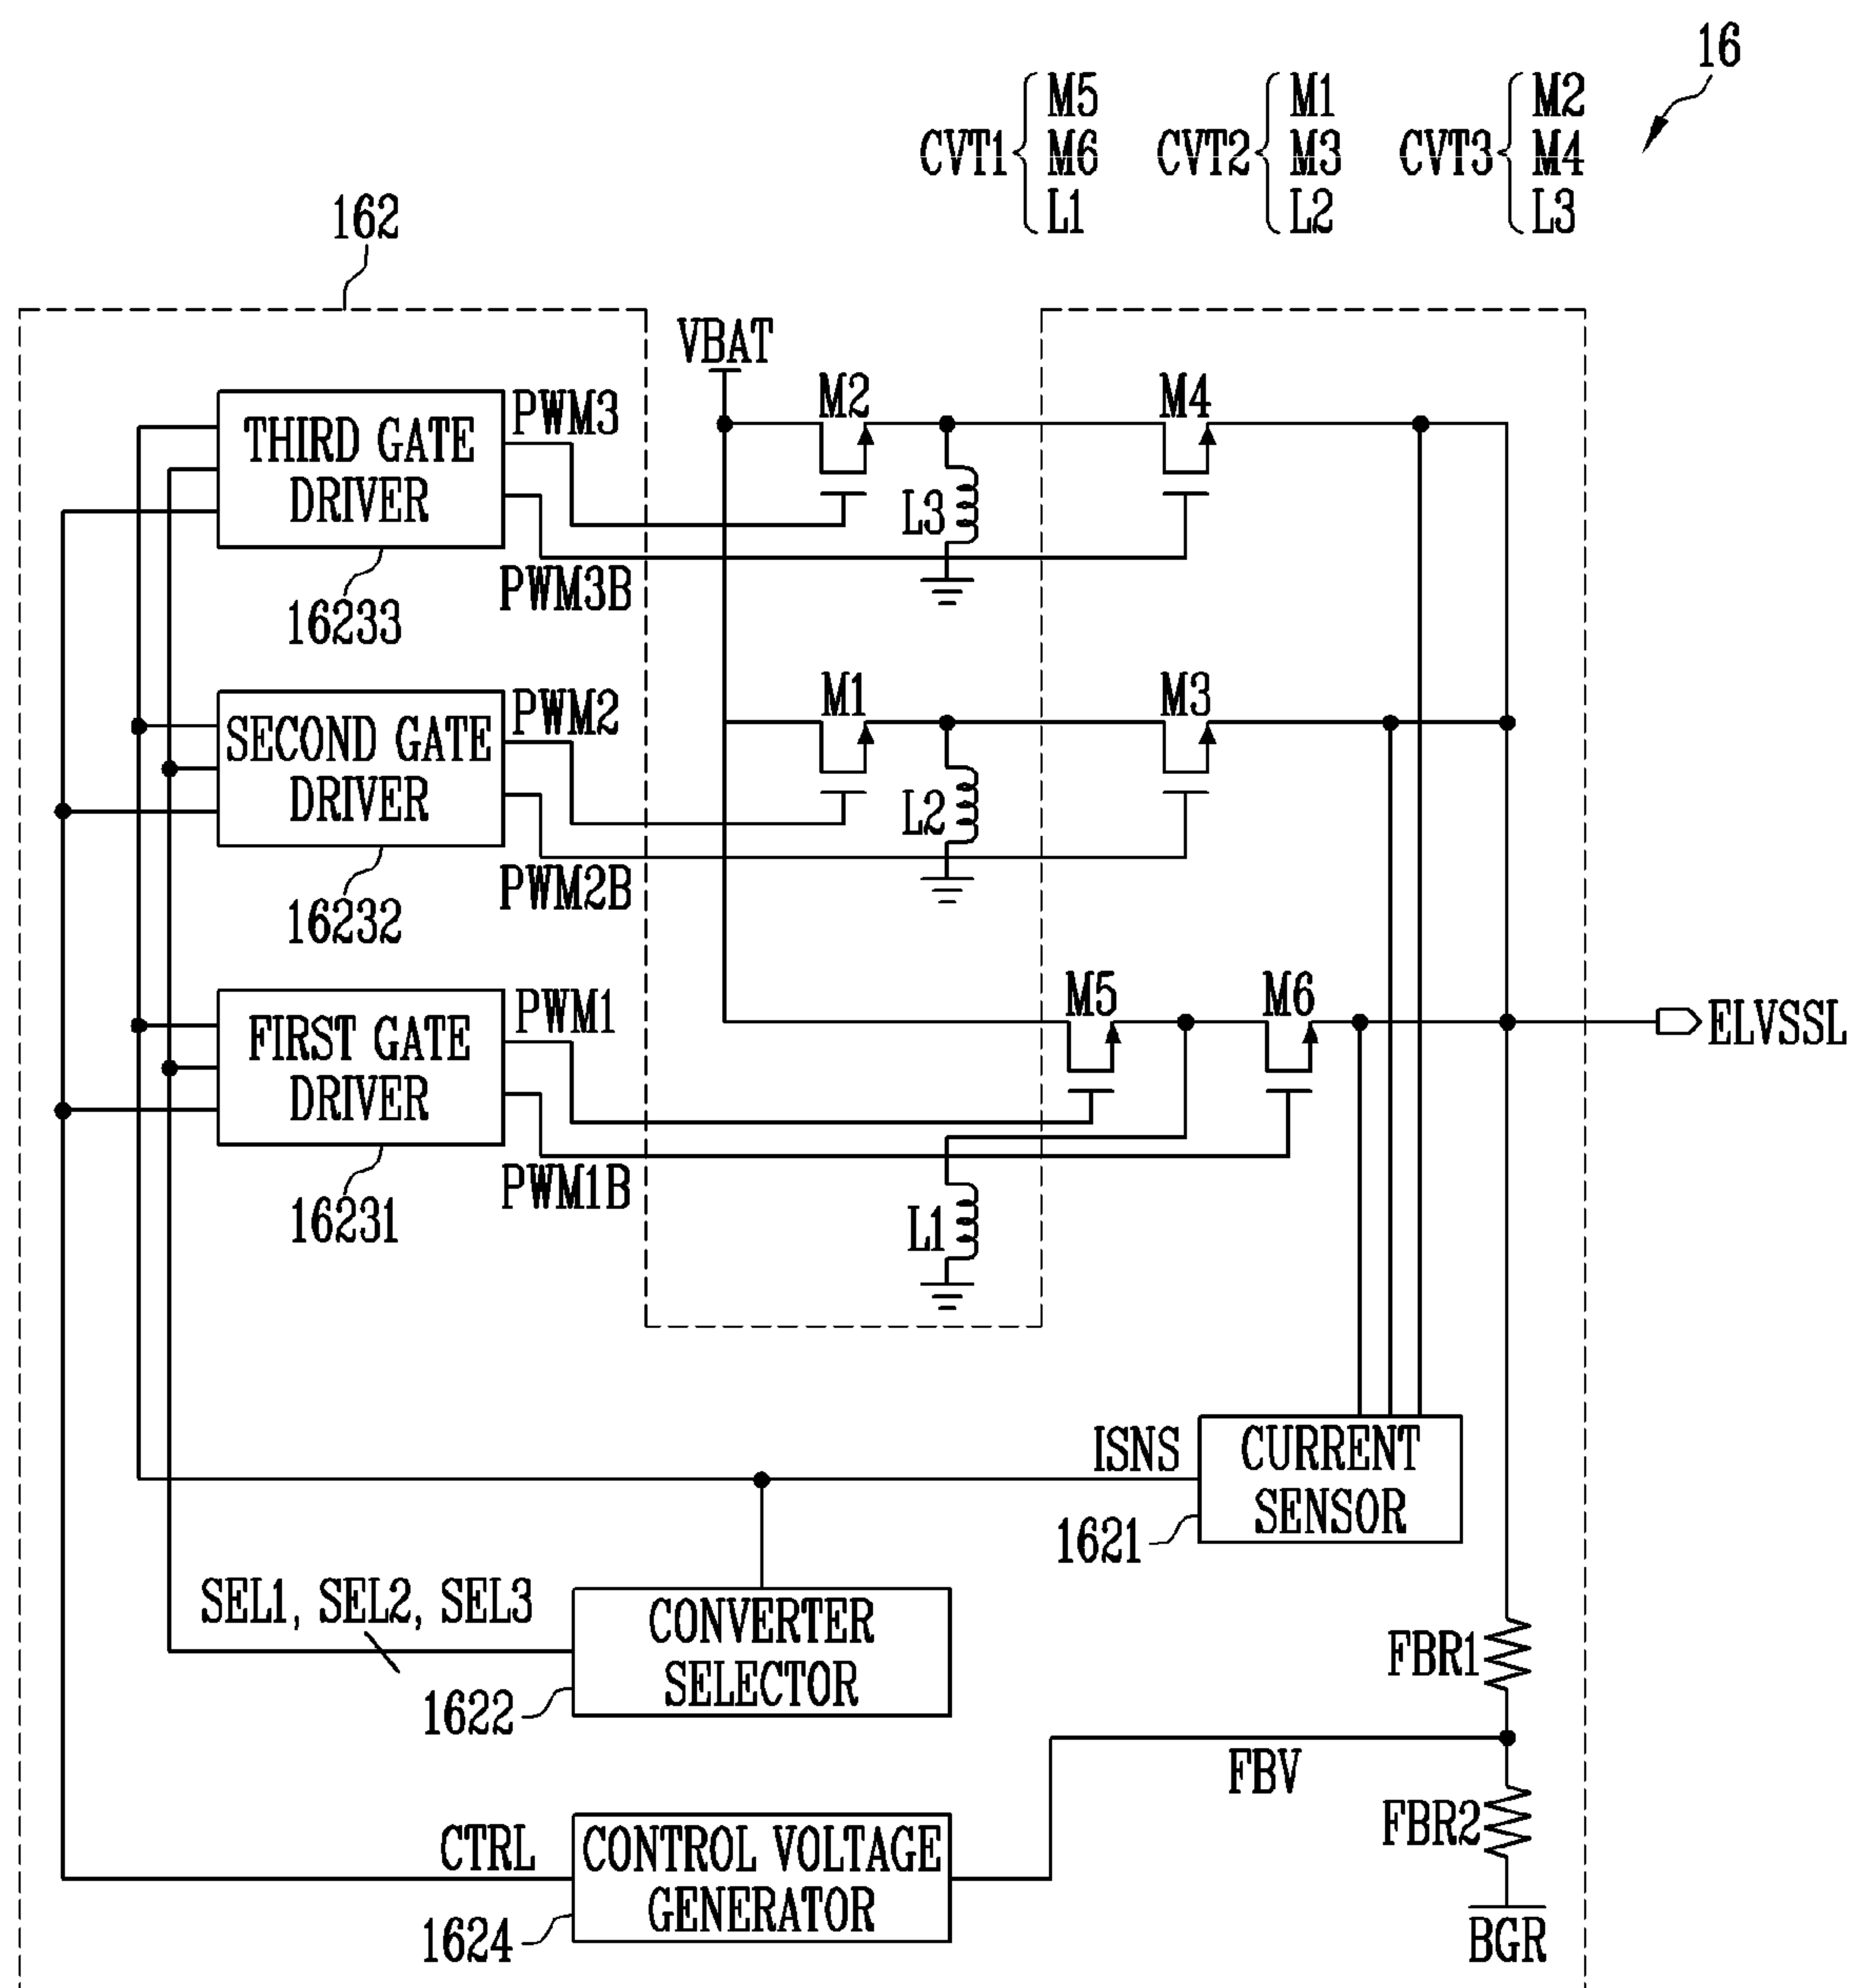 16
CVT1 { M5 M6 L1
CVT2 { M1 M3 L2
CVT3 { M2 M4 L3
162
VBAT
THIRD GATE
DRIVER
PWM3
PWM3B
16233
M2
M4
L3
SECOND GATE
DRIVER
PWM2
PWM2B
16232
M1
M3
L2
FIRST GATE
DRIVER
PWM1
PWM1B
16231
M5
M6
L1
ELVSSL
ISNS
CURRENT
SENSOR
1621
SEL1, SEL2, SEL3
CONVERTER
SELECTOR
1622
FBR1
FBV
FBR2
CTRL
CONTROL VOLTAGE
GENERATOR
1624
BGR